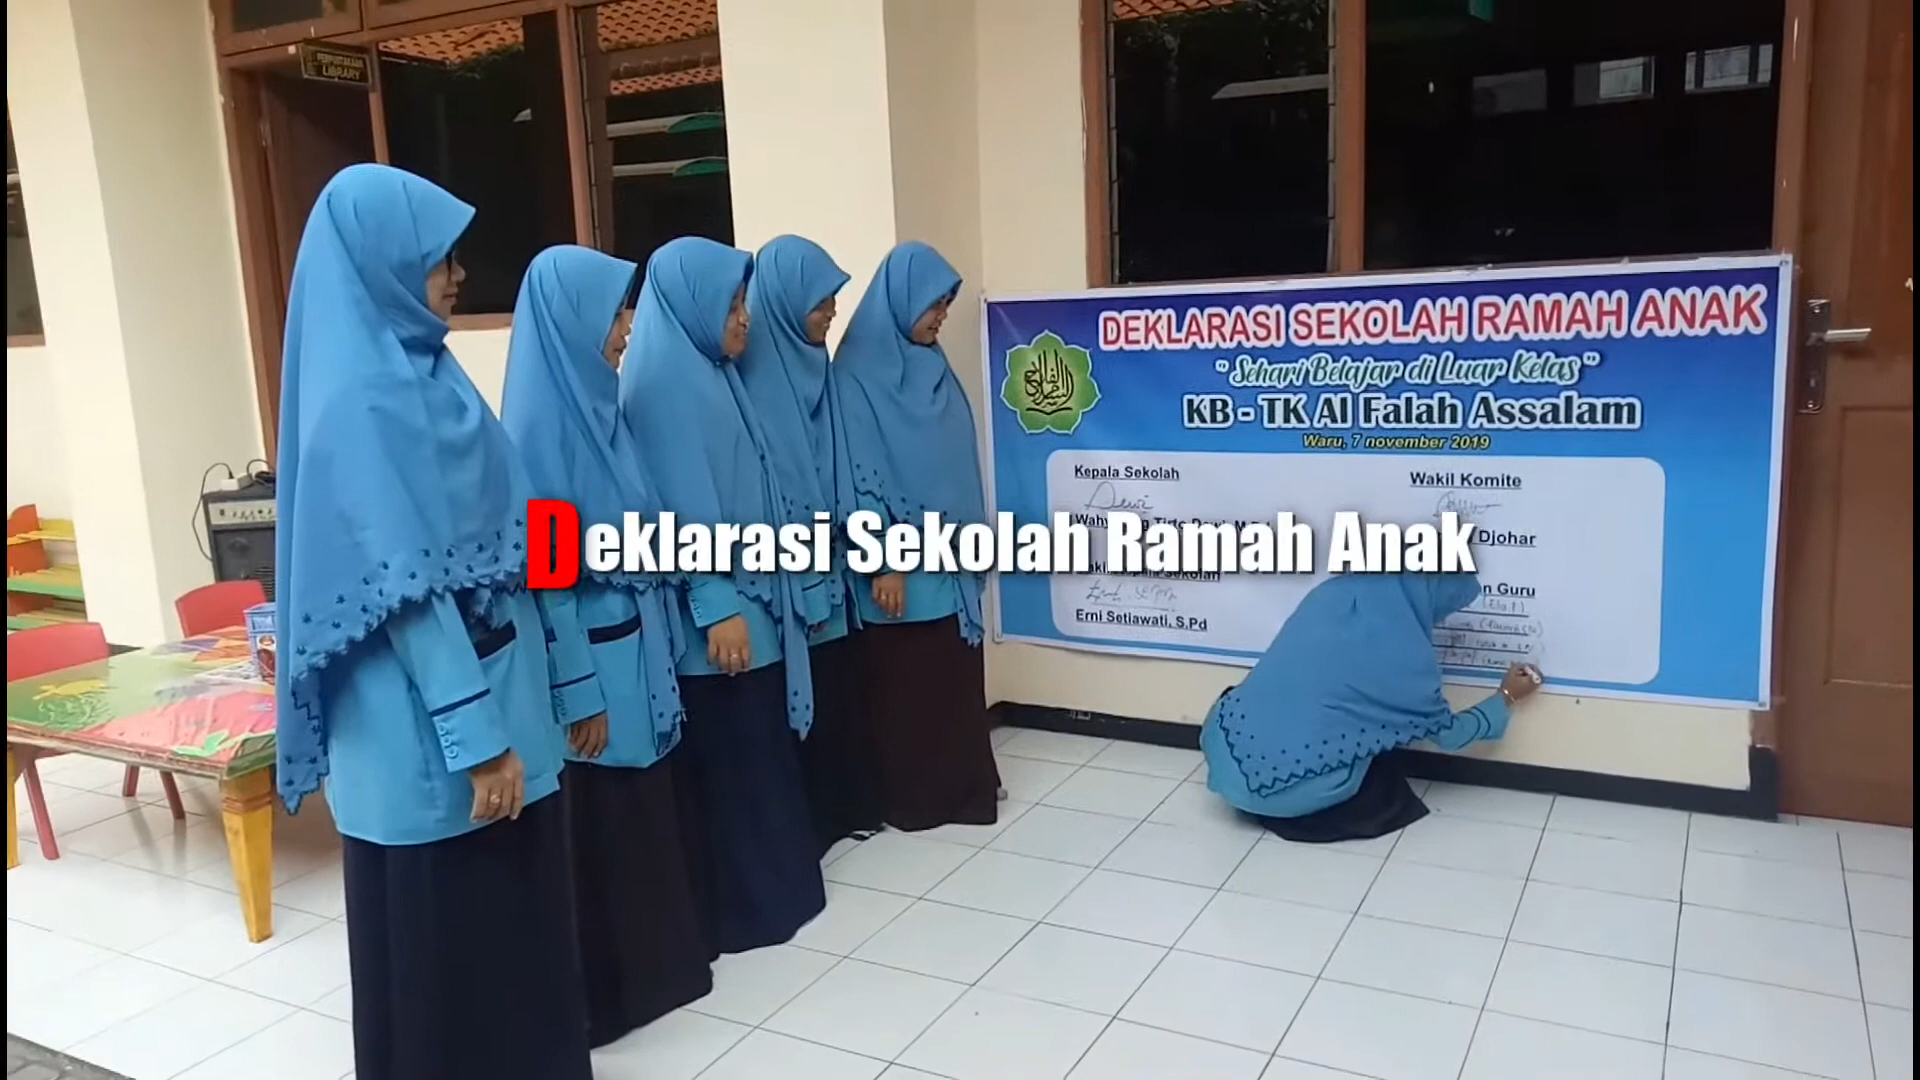 PERPUSTAKAAN
LIBRARY
DEKLARASI SEKOLAH RAMAH ANAK
"Sehari Belajar di Luar Kelas"
KB - TK Al Falah Assalam
Waru, 7 november 2019
Kepala Sekolah
Wakil Komite
Dewi
Deklarasi Sekolah Ramah Anak
Djohar
Guru
Erni Setiawati, S.Pd